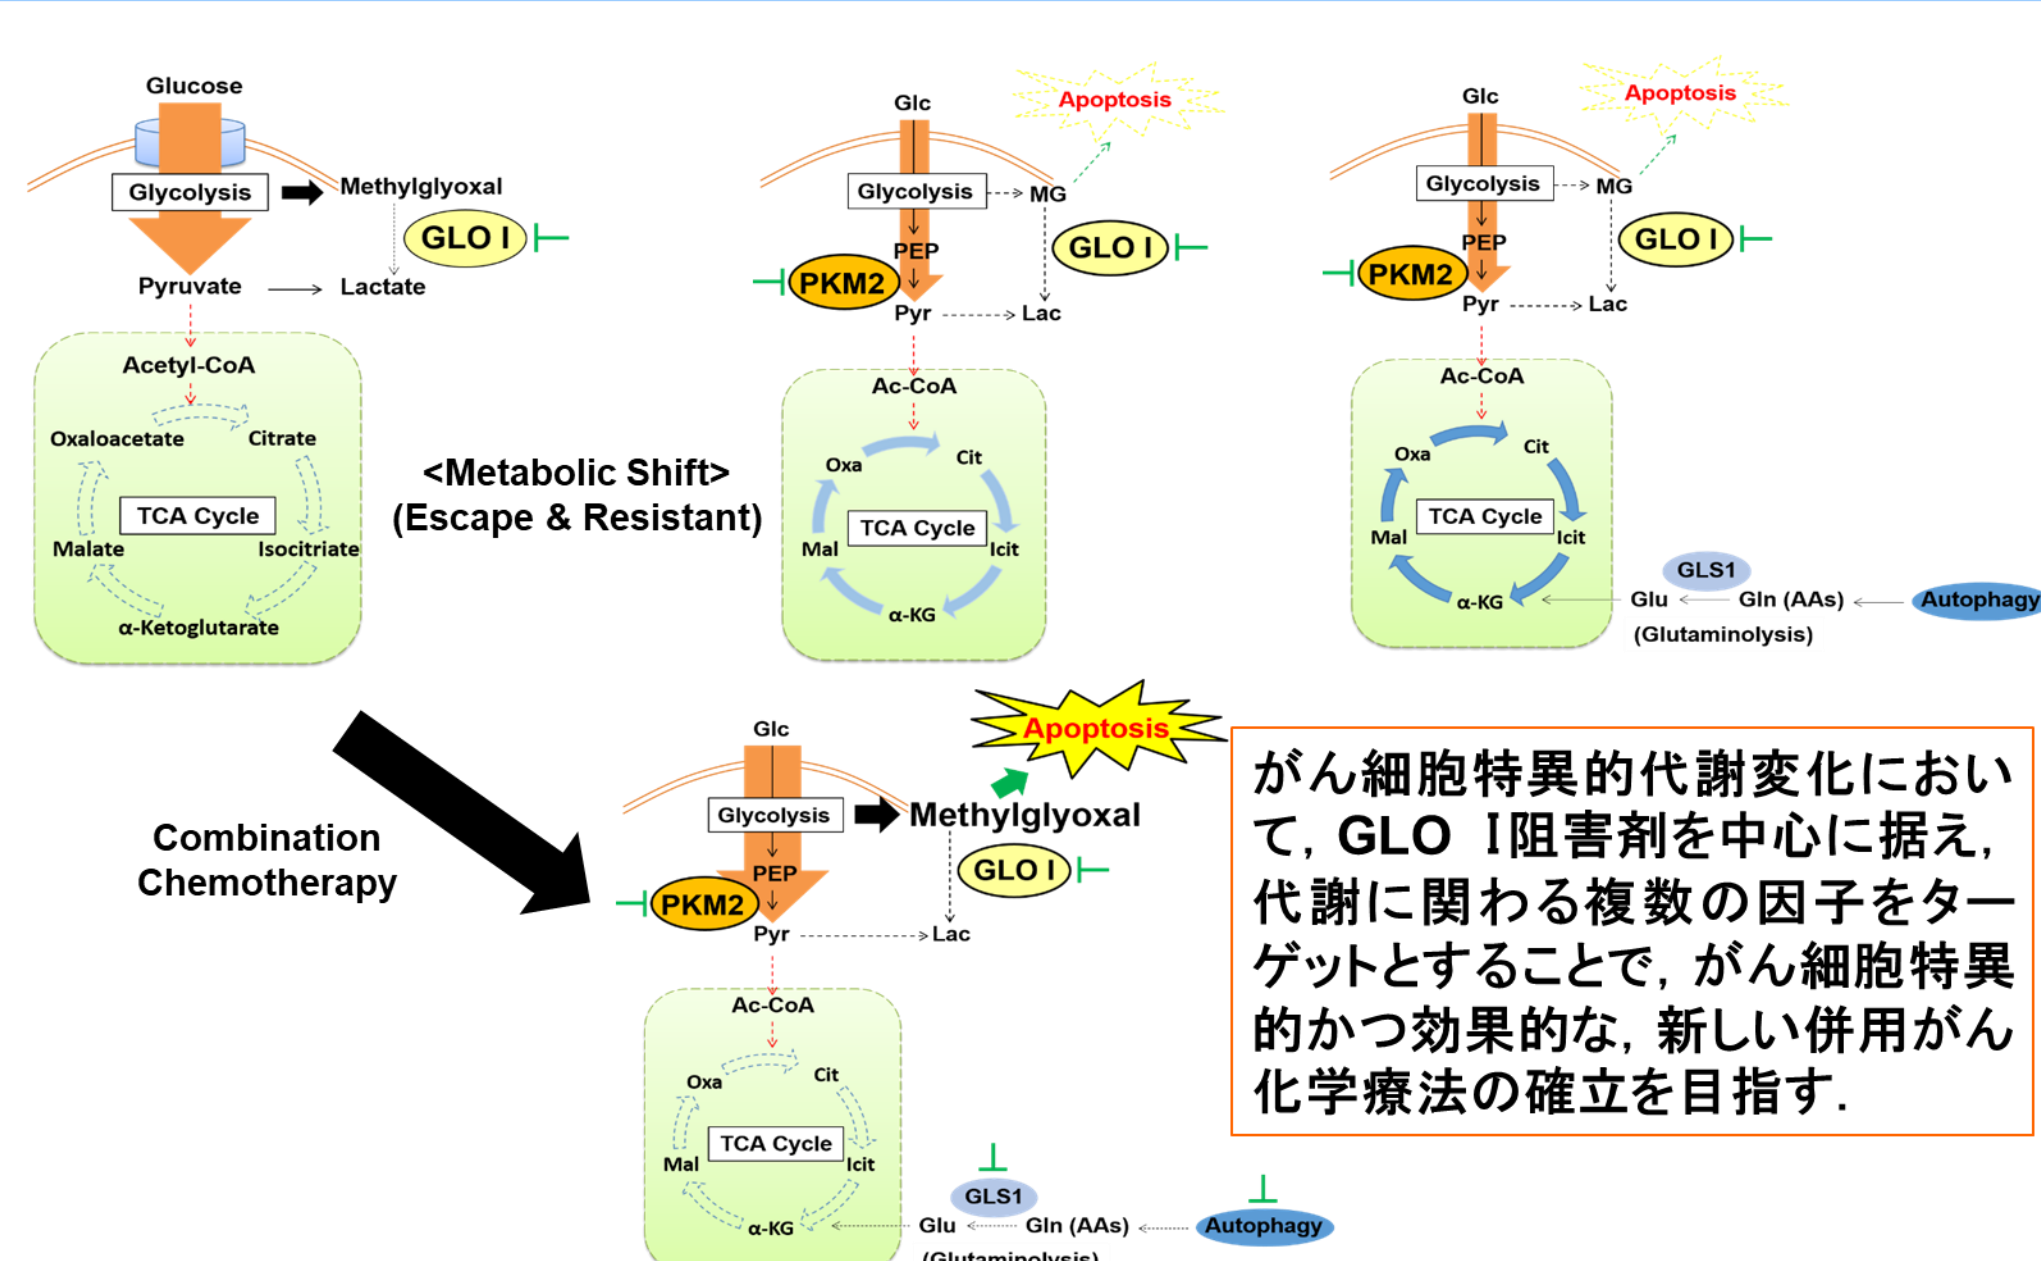 Glucose
Glycolysis
Methylglyoxal
GLO I
Pyruvate
Lactate
Acetyl-CoA
Oxaloacetate
Citrate
TCA Cycle
Malate
Isocitriate
α-Ketoglutarate
<Metabolic Shift>
(Escape & Resistant)
Glc
Apoptosis
Glycolysis
MG
PEP
GLO I
PKM2
Pyr
Lac
Ac-CoA
Oxa
Cit
TCA Cycle
Mal
Icit
α-KG
Glc
Apoptosis
Glycolysis
MG
PEP
GLO I
PKM2
Pyr
Lac
Ac-CoA
Oxa
Cit
TCA Cycle
Mal
Icit
α-KG
GLS1
Glu
Gln (AAs)
Autophagy
(Glutaminolysis)
Combination
Chemotherapy
Glc
Apoptosis
Glycolysis
Methylglyoxal
PEP
GLO I
PKM2
Pyr
Lac
Ac-CoA
Oxa
Cit
TCA Cycle
Mal
Icit
α-KG
GLS1
Glu
Gln (AAs)
Autophagy
(Glutaminolysis)
がん細胞特異的代謝変化におい
て, GLO Ⅰ阻害剤を中心に据え,
代謝に関わる複数の因子をター
ゲットとすることで, がん細胞特異
的かつ効果的な, 新しい併用がん
化学療法の確立を目指す.